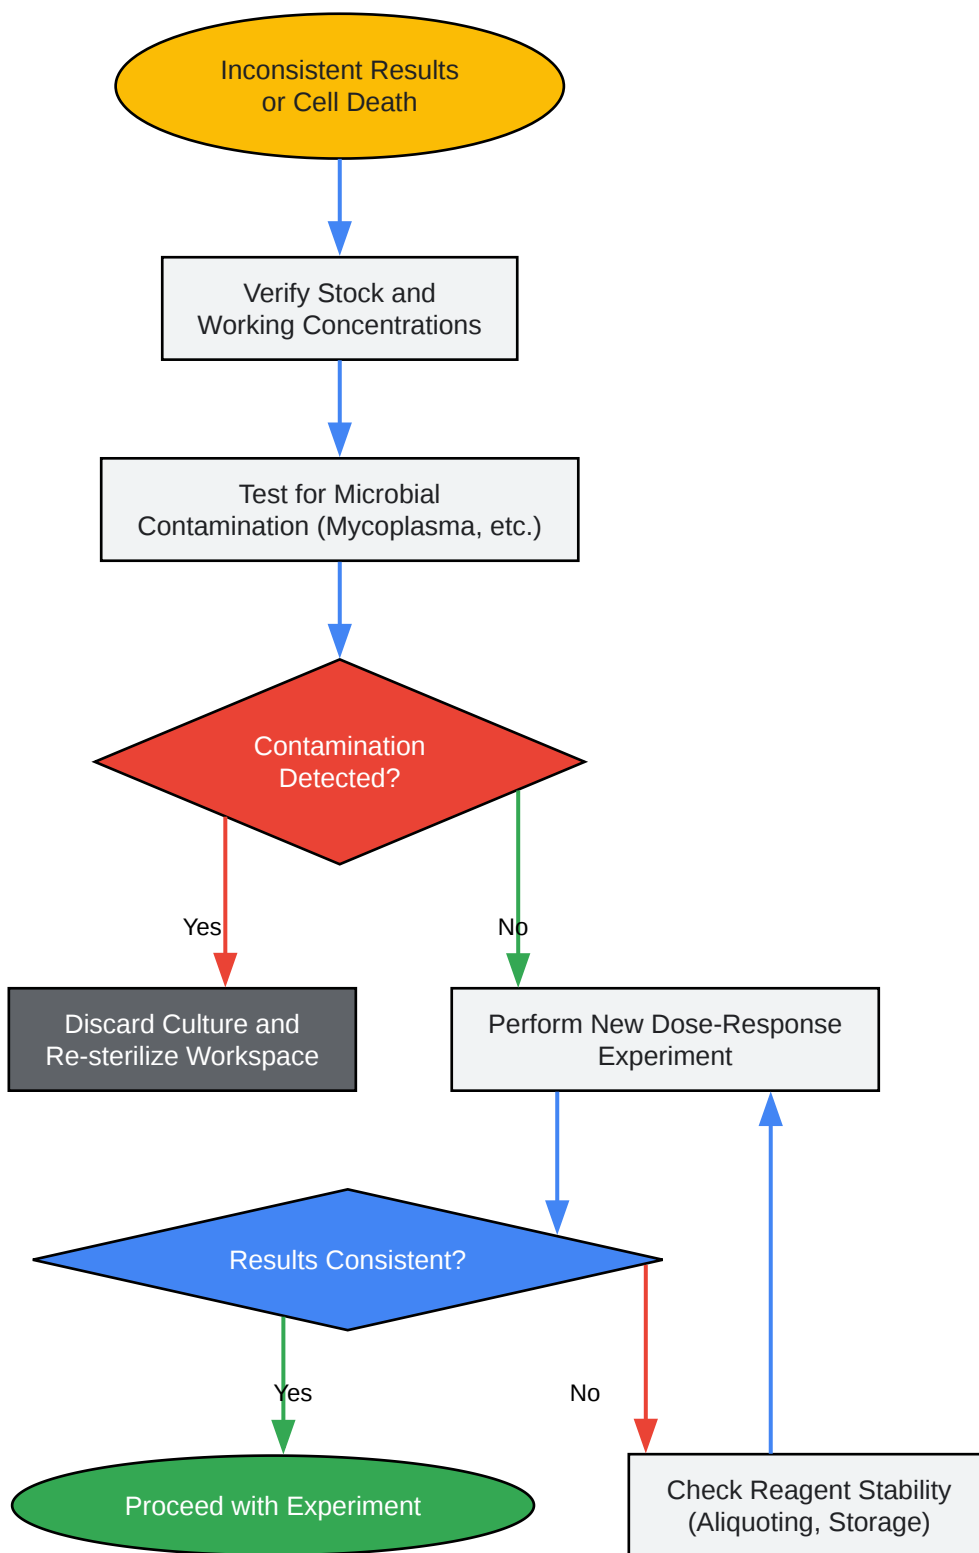 Inconsistent Results
or Cell Death
Verify Stock and
Working Concentrations
Test for Microbial
Contamination (Mycoplasma, etc.)
Contamination
Detected?
Yes
No
Discard Culture and
Re-sterilize Workspace
Perform New Dose-Response
Experiment
Results Consistent?
Yes
No
Proceed with Experiment
Check Reagent Stability
(Aliquoting, Storage)